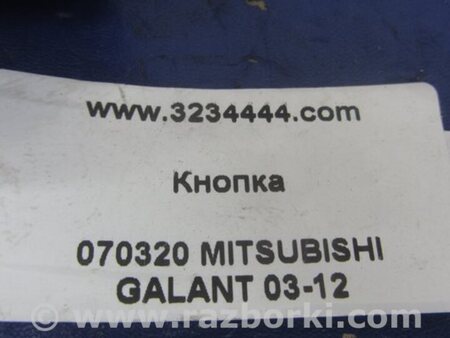 www.3234444.com
Кнопка
070320 MITSUBISHI
GALANT 03-12
© www.razborki.com